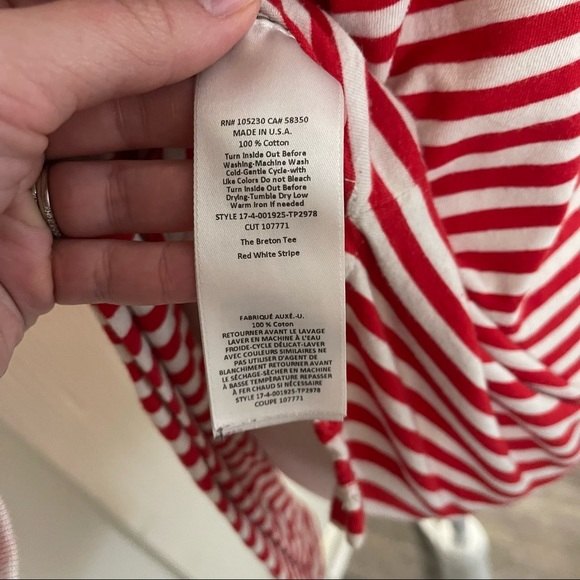 RN# 105230 CA# 58350
MADE IN U.S.A.
100 % Cotton
Turn Inside Out Before
Washing-Machine Wash
Cold-Gentle Cycle-with
Like Colors Do not Bleach
Turn Inside Out Before
Drying-Tumble Dry Low
Warm Iron if needed
STYLE 17-4-001925-TP2978
CUT 107771
The Breton Tee
Red White Stripe
FABRIQUÉ AUXÉ.-U.
100 % Coton
RETOURNER AVANT LE LAVAGE
LAVER EN MACHINE À L'EAU
FROIDE-CYCLE DÉLICAT-LAVER
AVEC COULEURS SIMILAIRES NE
PAS UTILISER D'AGENT DE
BLANCHIMENT RETOURNER AVANT
LE SÉCHAGE-SÉCHER EN MACHINE
À BASSE TEMPÉRATURE REPASSER
À FER CHAUD SI NÉCESSAIRE
STYLE 17-4-001925-TP2978
COUPE 107771